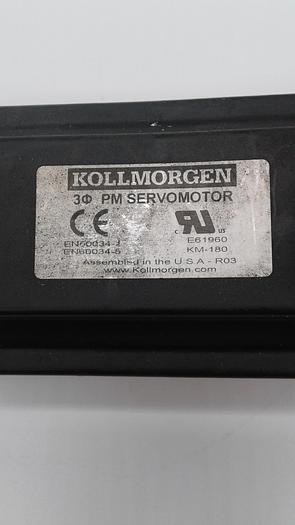 KOLLMORGEN
3Φ PM SERVOMOTOR
CE c RU us
EN60034-1 E61960
EN60034-5 KM-180
Assembled in the U S A - R03
www.Kollmorgen.com